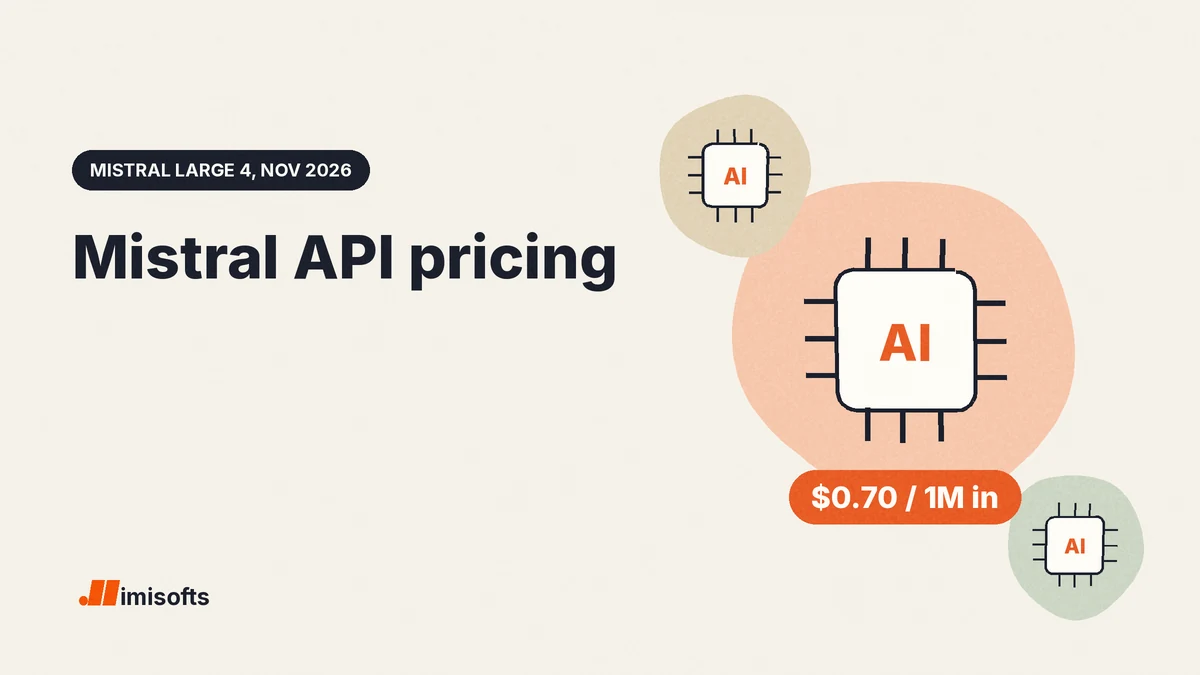 MISTRAL LARGE 4, NOV 2026
Mistral API pricing
AI
AI
$0.70 / 1M in
AI
imisofts